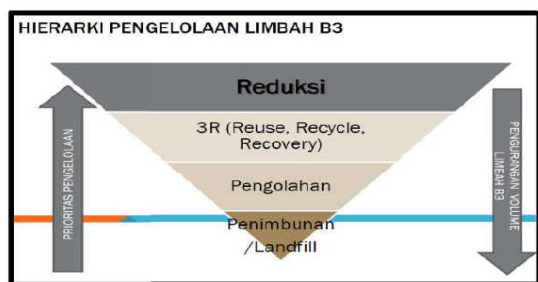 HIERARKI PENGELOLAAN LIMBAH B3
Reduksi
3R (Reuse, Recycle,
Recovery)
Pengolahan
Penimbunan
/Landfill
PRIORITAS PENGELOLAAN
PENGURANGAN VOLUME
LIMBAH B3